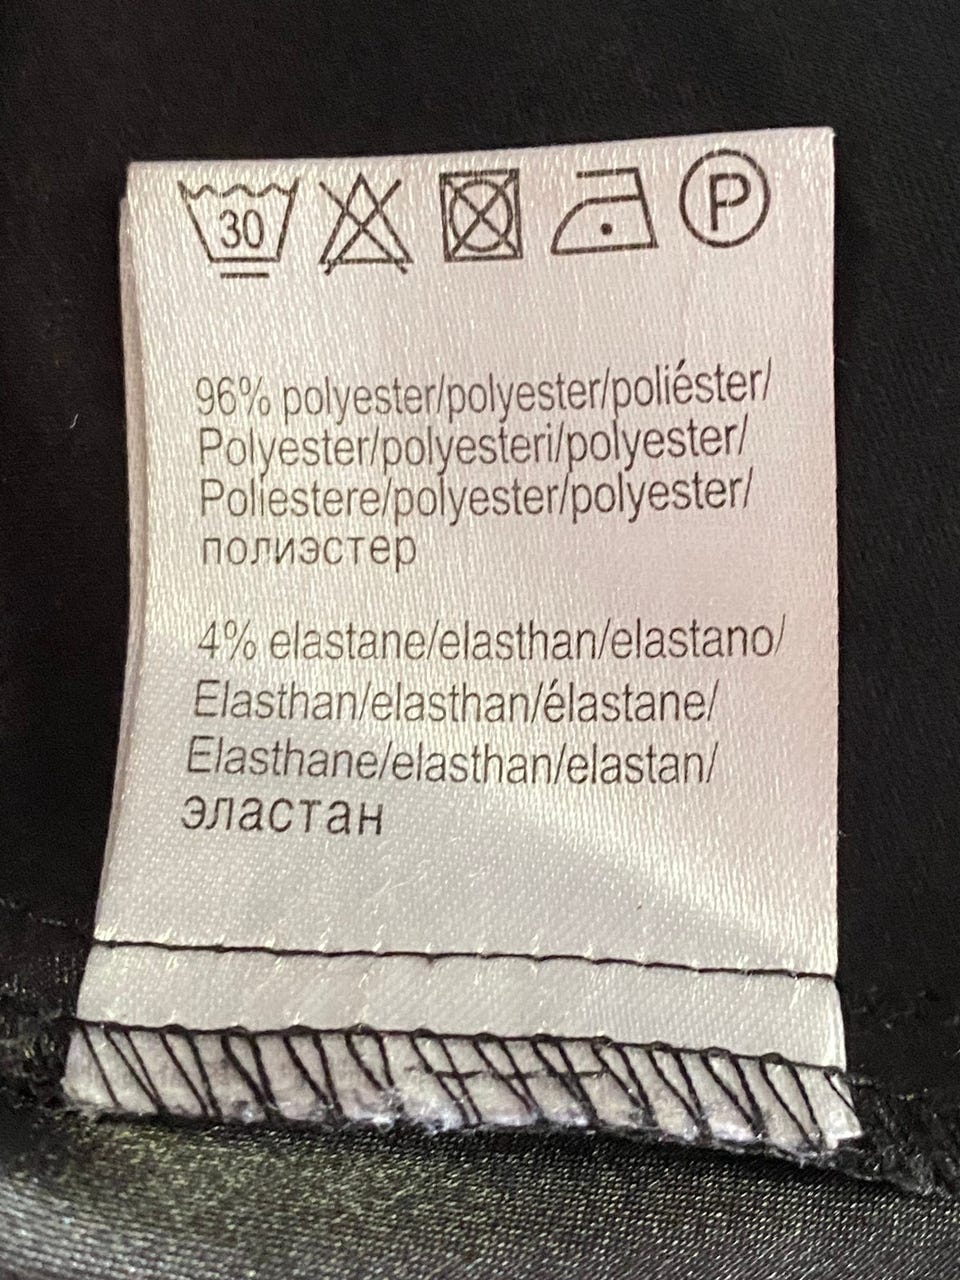 30 P
96% polyester/polyester/poliéster/
Polyester/polyesteri/polyester/
Poliestere/polyester/polyester/
полиэстер
4% elastane/elasthan/elastano/
Elasthan/elasthan/élastane/
Elasthane/elasthan/elastan/
эластан